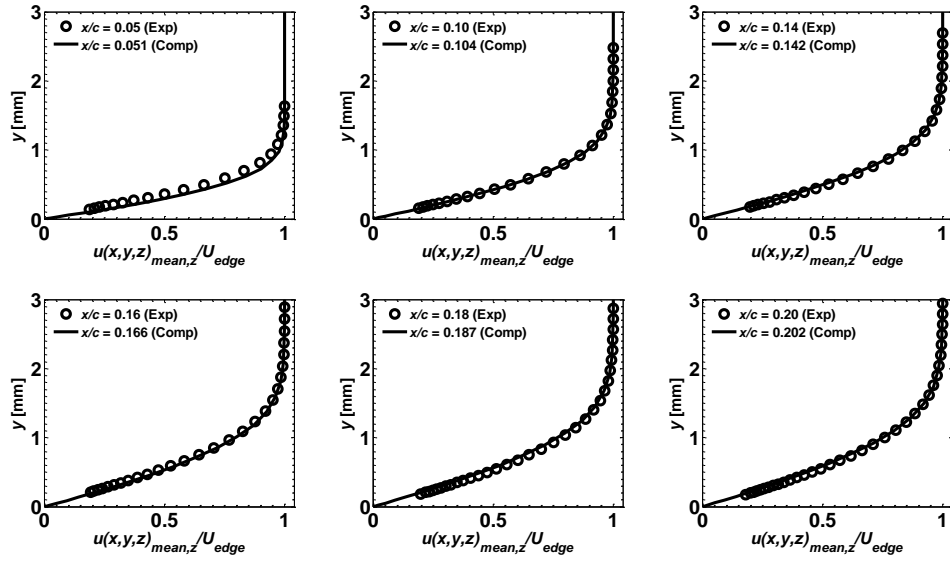 x/c = 0.05 (Exp)
x/c = 0.051 (Comp)
y [mm]
3
2
1
0
0
0.5
1
u(x,y,z)mean,z/Uedge
x/c = 0.10 (Exp)
x/c = 0.104 (Comp)
y [mm]
3
2
1
0
0
0.5
1
u(x,y,z)mean,z/Uedge
x/c = 0.14 (Exp)
x/c = 0.142 (Comp)
y [mm]
3
2
1
0
0
0.5
1
u(x,y,z)mean,z/Uedge
x/c = 0.16 (Exp)
x/c = 0.166 (Comp)
y [mm]
3
2
1
0
0
0.5
1
u(x,y,z)mean,z/Uedge
x/c = 0.18 (Exp)
x/c = 0.187 (Comp)
y [mm]
3
2
1
0
0
0.5
1
u(x,y,z)mean,z/Uedge
x/c = 0.20 (Exp)
x/c = 0.202 (Comp)
y [mm]
3
2
1
0
0
0.5
1
u(x,y,z)mean,z/Uedge